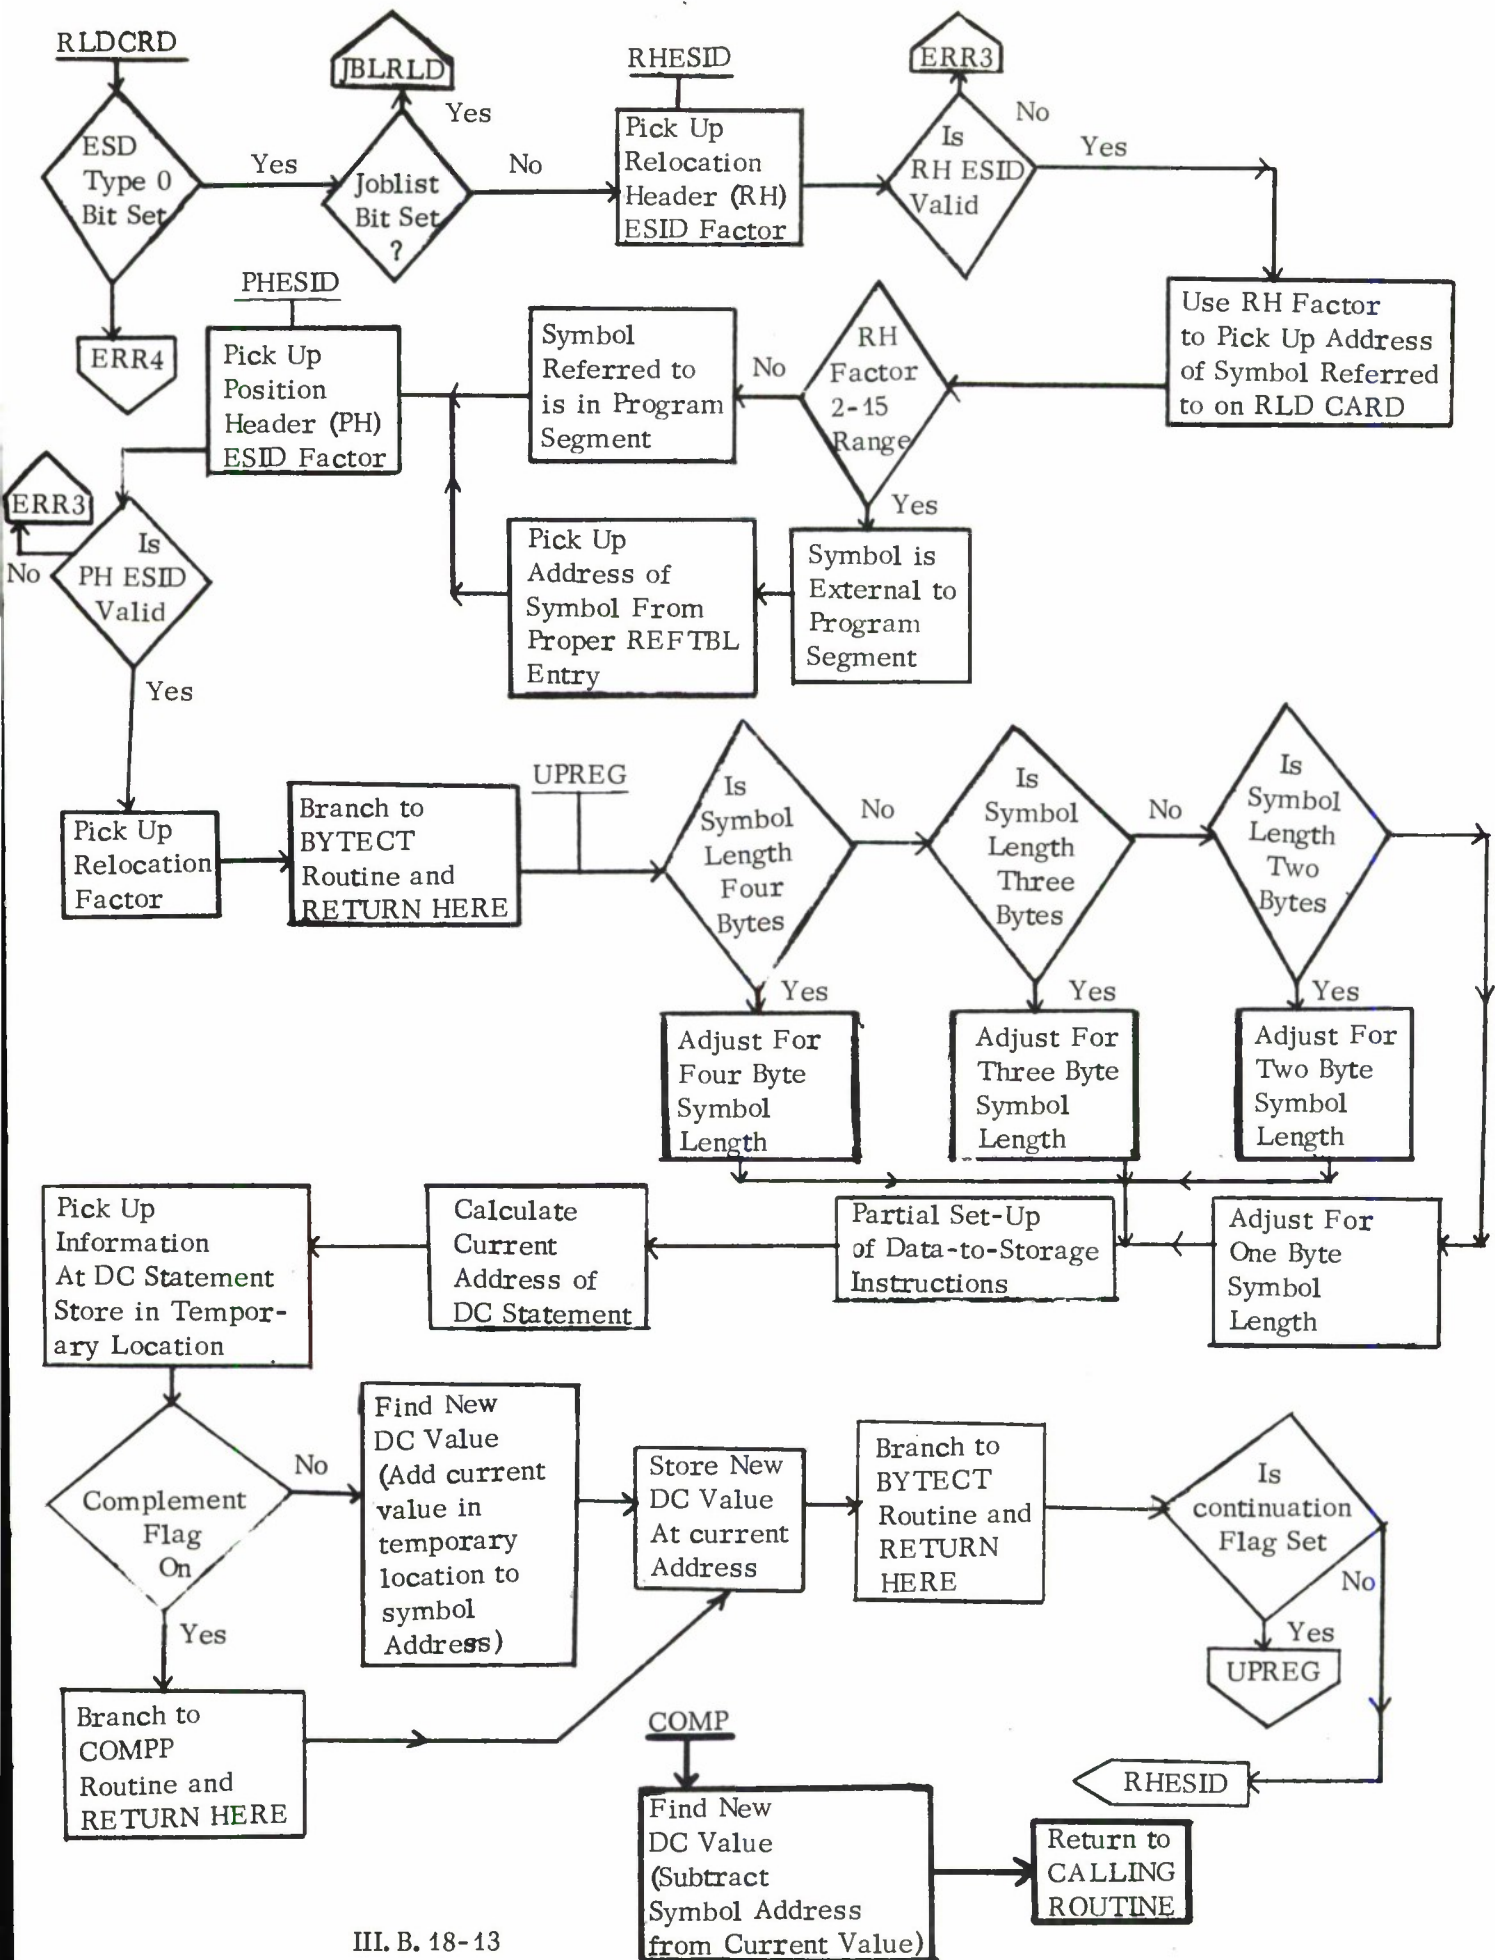 RLDCRD
ESD
Type 0
Bit Set
Yes
ERR4
JBLRLD
Yes
Joblist
Bit Set
?
No
RHESID
Pick Up
Relocation
Header (RH)
ESID Factor
ERR3
No
Is
RH ESID
Valid
Yes
Use RH Factor
to Pick Up Address
of Symbol Referred
to on RLD CARD
RH
Factor
2-15
Range
No
Yes
Symbol
Referred to
is in Program
Segment
Symbol is
External to
Program
Segment
Pick Up
Address of
Symbol From
Proper REFTBL
Entry
PHESID
Pick Up
Position
Header (PH)
ESID Factor
ERR3
No
Is
PH ESID
Valid
Yes
Pick Up
Relocation
Factor
Branch to
BYTECT
Routine and
RETURN HERE
UPREG
Is
Symbol
Length
Four
Bytes
No
Yes
Is
Symbol
Length
Three
Bytes
No
Yes
Is
Symbol
Length
Two
Bytes
Yes
Adjust For
Four Byte
Symbol
Length
Adjust For
Three Byte
Symbol
Length
Adjust For
Two Byte
Symbol
Length
Adjust For
One Byte
Symbol
Length
Partial Set-Up
of Data-to-Storage
Instructions
Calculate
Current
Address of
DC Statement
Pick Up
Information
At DC Statement
Store in Tempor-
ary Location
Complement
Flag
On
No
Yes
Find New
DC Value
(Add current
value in
temporary
location to
symbol
Address)
Store New
DC Value
At current
Address
Branch to
BYTECT
Routine and
RETURN
HERE
Is
continuation
Flag Set
No
Yes
UPREG
RHESID
Branch to
COMPP
Routine and
RETURN HERE
COMP
Find New
DC Value
(Subtract
Symbol Address
from Current Value)
Return to
CALLING
ROUTINE
III. B. 18-13